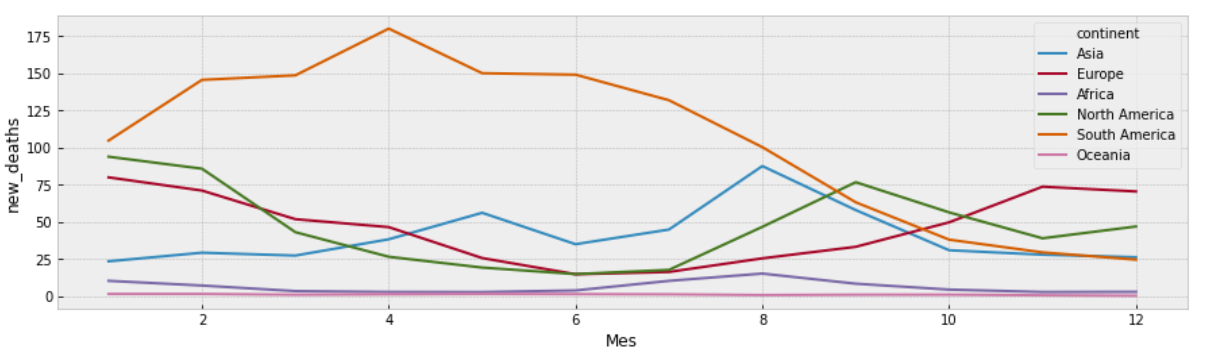 new_deaths
175
150
125
100
75
50
25
0
2
4
6
8
10
12
Mes
continent
Asia
Europe
Africa
North America
South America
Oceania